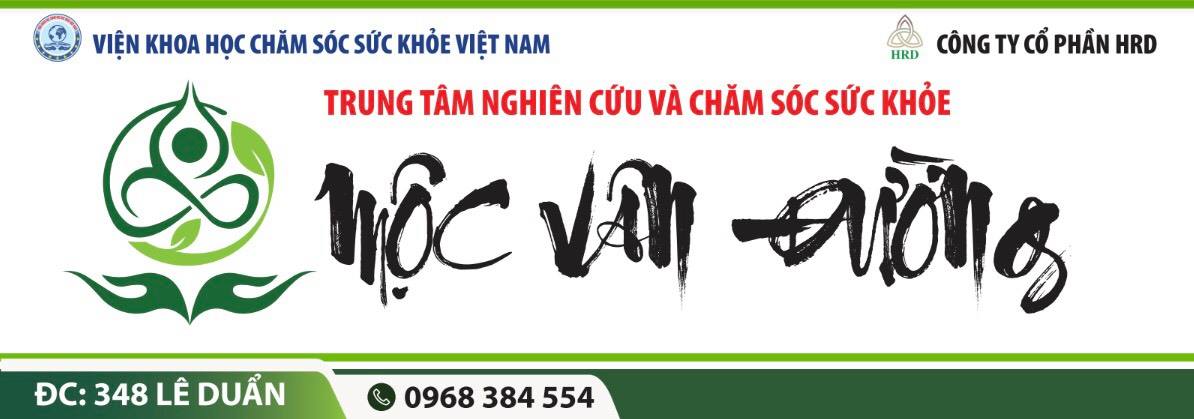 VIỆN KHOA HỌC CHĂM SÓC SỨC KHỎE VIỆT NAM
HRD
CÔNG TY CỔ PHẦN HRD
TRUNG TÂM NGHIÊN CỨU VÀ CHĂM SÓC SỨC KHỎE
MỘC VÂN ĐƯỜNG
ĐC: 348 LÊ DUẨN
0968 384 554